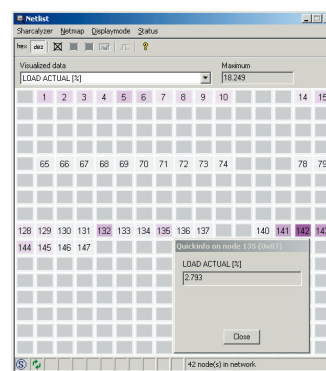 Netlist
Sharcalyzer Netmap Displaymode Status
hex dez ?
Visualized data Maximum
LOAD ACTUAL [%] 18.249
1 2 3 4 5 6 7 8 9 10 14 15
65 66 67 68 69 70 71 72 73 74 78 79
128 129 130 131 132 133 134 135 136 137 140 141 142 143
144 145 146 147
Quickinfo on node 135 (0x87)
LOAD ACTUAL [%]
2.793
Close
42 node(s) in network